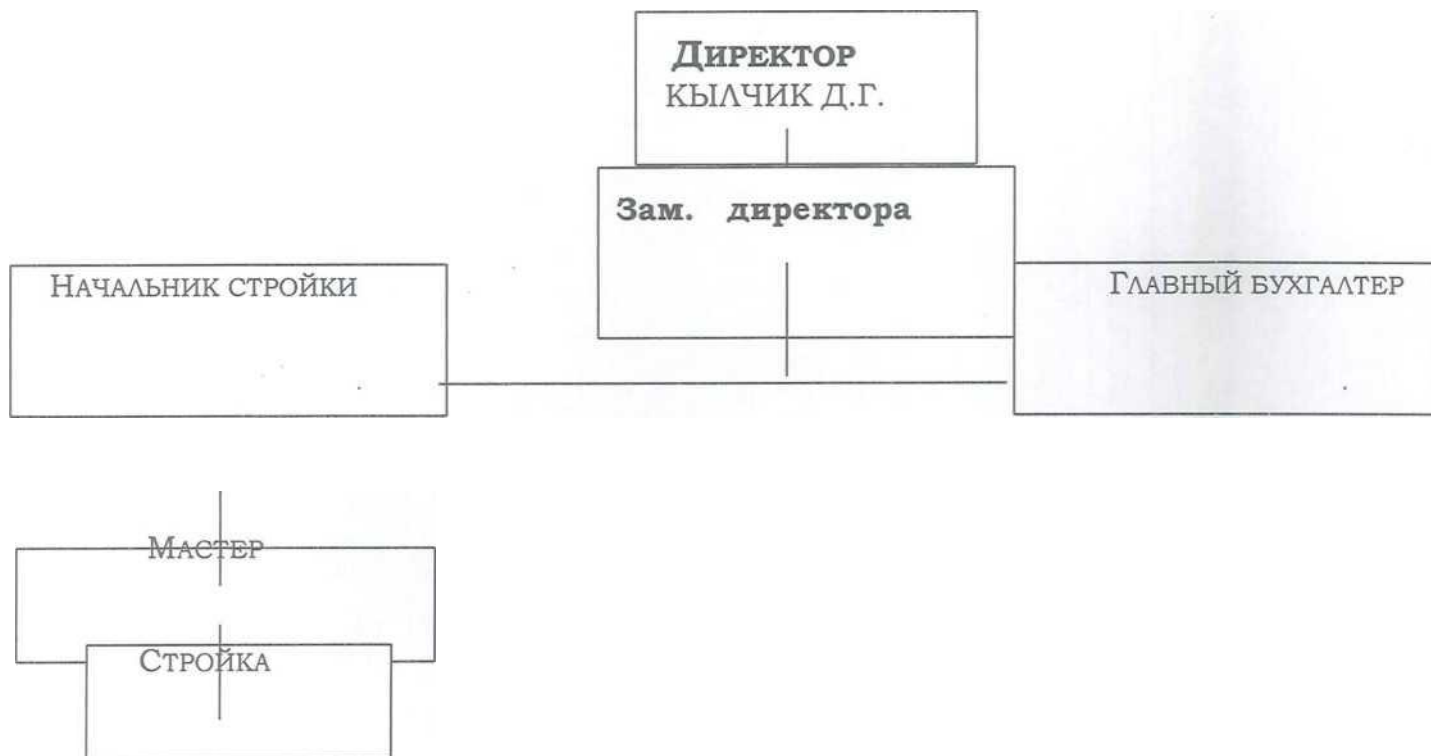 ДИРЕКТОР
КЫЛЧИК Д.Г.
Зам. директора
НАЧАЛЬНИК СТРОЙКИ
ГЛАВНЫЙ БУХГАЛТЕР
МАСТЕР
СТРОЙКА